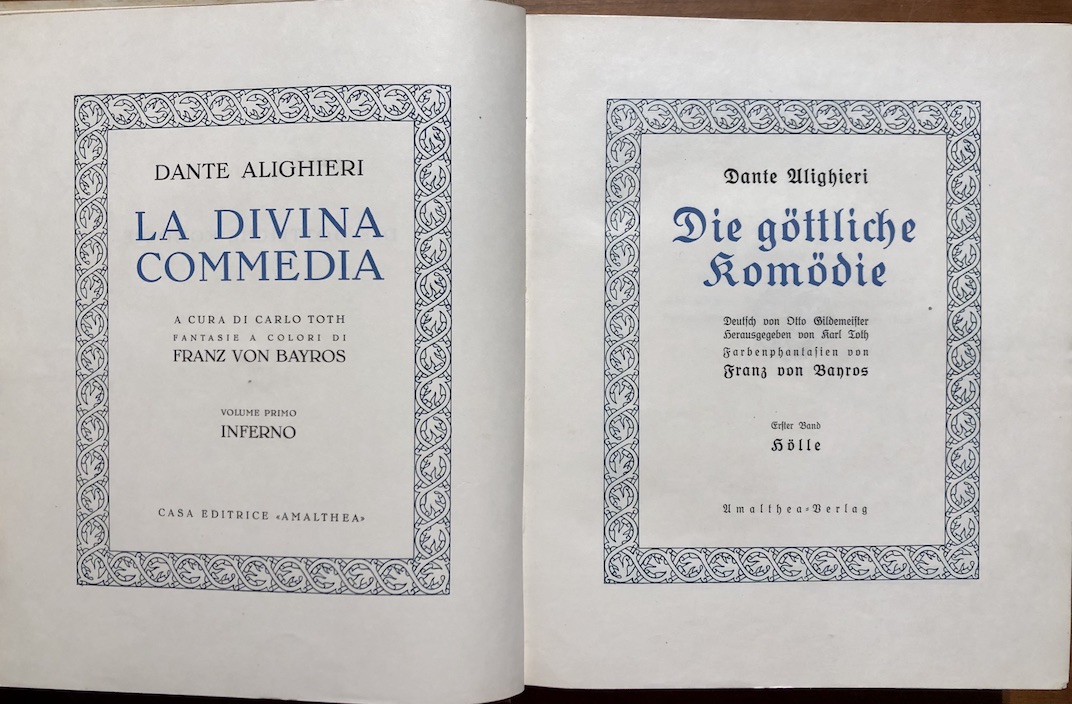 DANTE ALIGHIERI
LA DIVINA
COMMEDIA
A CURA DI CARLO TOTH
FANTASIE A COLORI DI
FRANZ VON BAYROS
VOLUME PRIMO
INFERNO
CASA EDITRICE «AMALTHEA»
Dante Alighieri
Die göttliche
Komödie
Deutsch von Otto Gildemeister
Herausgegeben von Karl Toth
Farbenphantasien von
Franz von Bayros
Erster Band
Hölle
Amalthea-Verlag